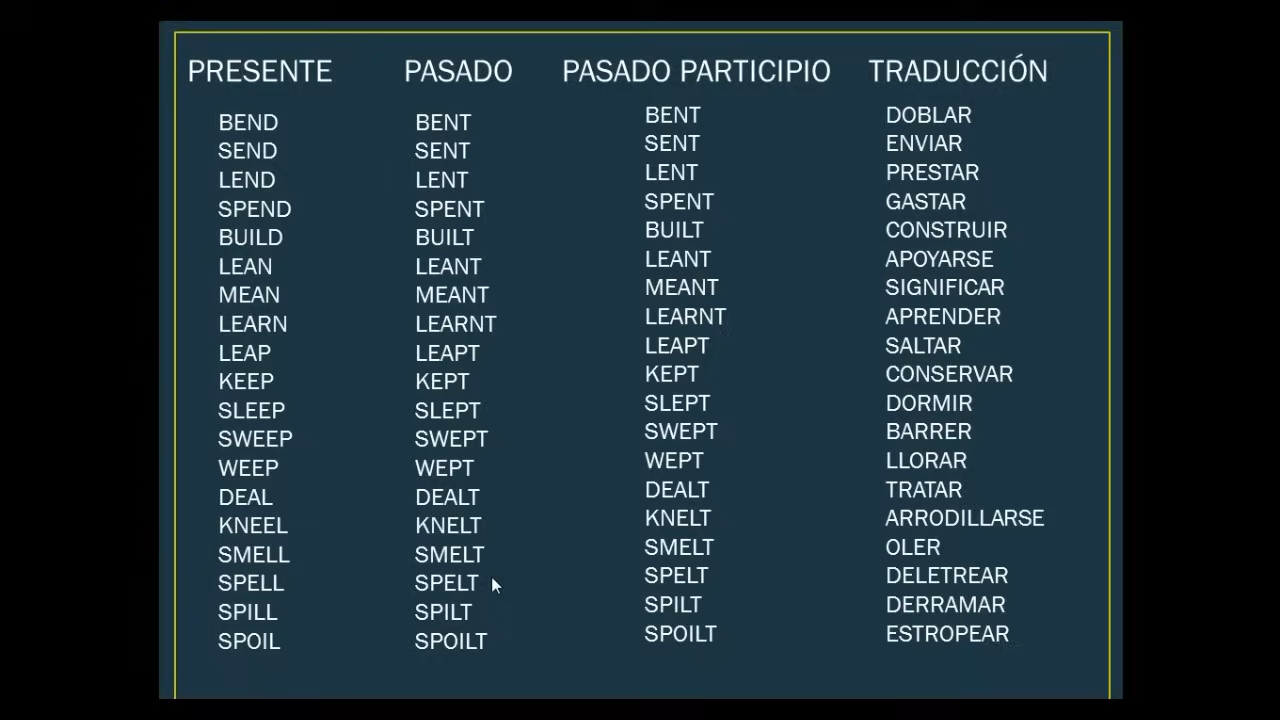 PRESENTE PASADO PASADO PARTICIPIO TRADUCCIÓN
BEND BENT BENT DOBLAR
SEND SENT SENT ENVIAR
LEND LENT LENT PRESTAR
SPEND SPENT SPENT GASTAR
BUILD BUILT BUILT CONSTRUIR
LEAN LEANT LEANT APOYARSE
MEAN MEANT MEANT SIGNIFICAR
LEARN LEARNT LEARNT APRENDER
LEAP LEAPT LEAPT SALTAR
KEEP KEPT KEPT CONSERVAR
SLEEP SLEPT SLEPT DORMIR
SWEEP SWEPT SWEPT BARRER
WEEP WEPT WEPT LLORAR
DEAL DEALT DEALT TRATAR
KNEEL KNELT KNELT ARRODILLARSE
SMELL SMELT SMELT OLER
SPELL SPELT SPELT DELETREAR
SPILL SPILT SPILT DERRAMAR
SPOIL SPOILT SPOILT ESTROPEAR